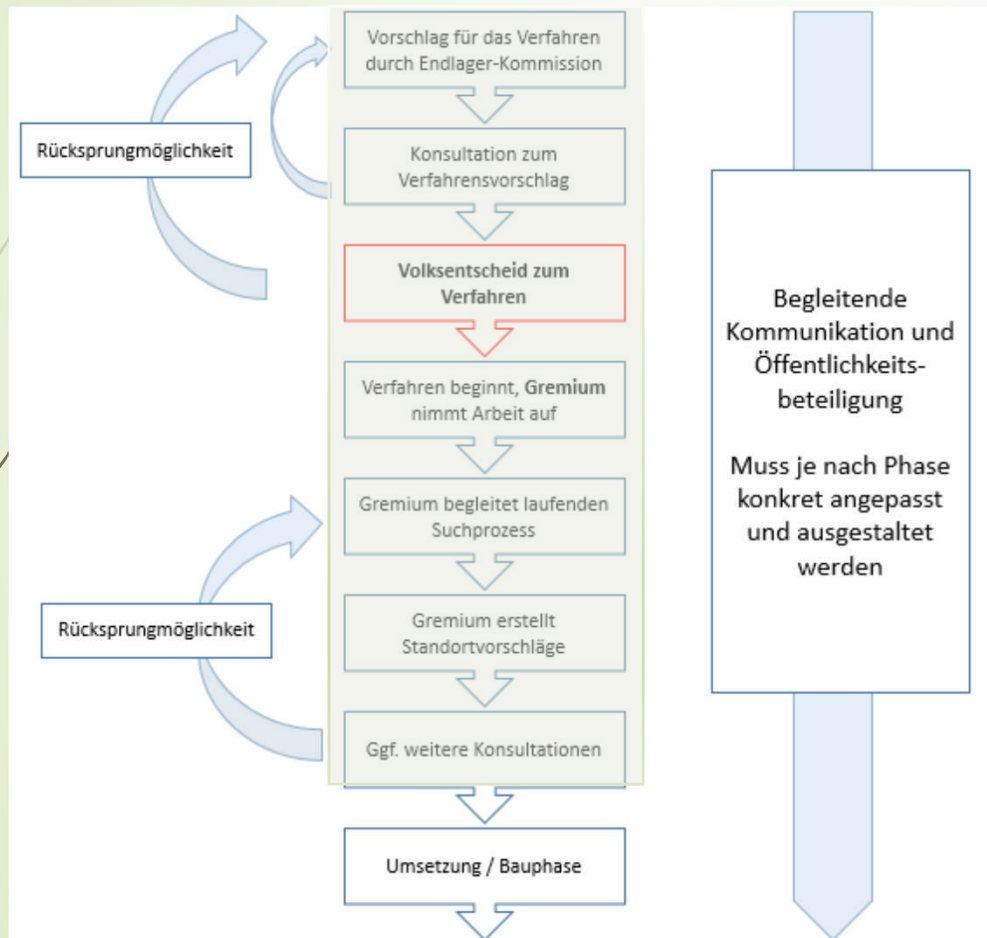 Vorschlag für das Verfahren
durch Endlager-Kommission
Rücksprungmöglichkeit
Konsultation zum
Verfahrensvorschlag
Volksentscheid zum
Verfahren
Verfahren beginnt, Gremium
nimmt Arbeit auf
Gremium begleitet laufenden
Suchprozess
Rücksprungmöglichkeit
Gremium erstellt
Standortvorschläge
Ggf. weitere Konsultationen
Umsetzung / Bauphase
Begleitende
Kommunikation und
Öffentlichkeits-
beteiligung
Muss je nach Phase
konkret angepasst
und ausgestaltet
werden